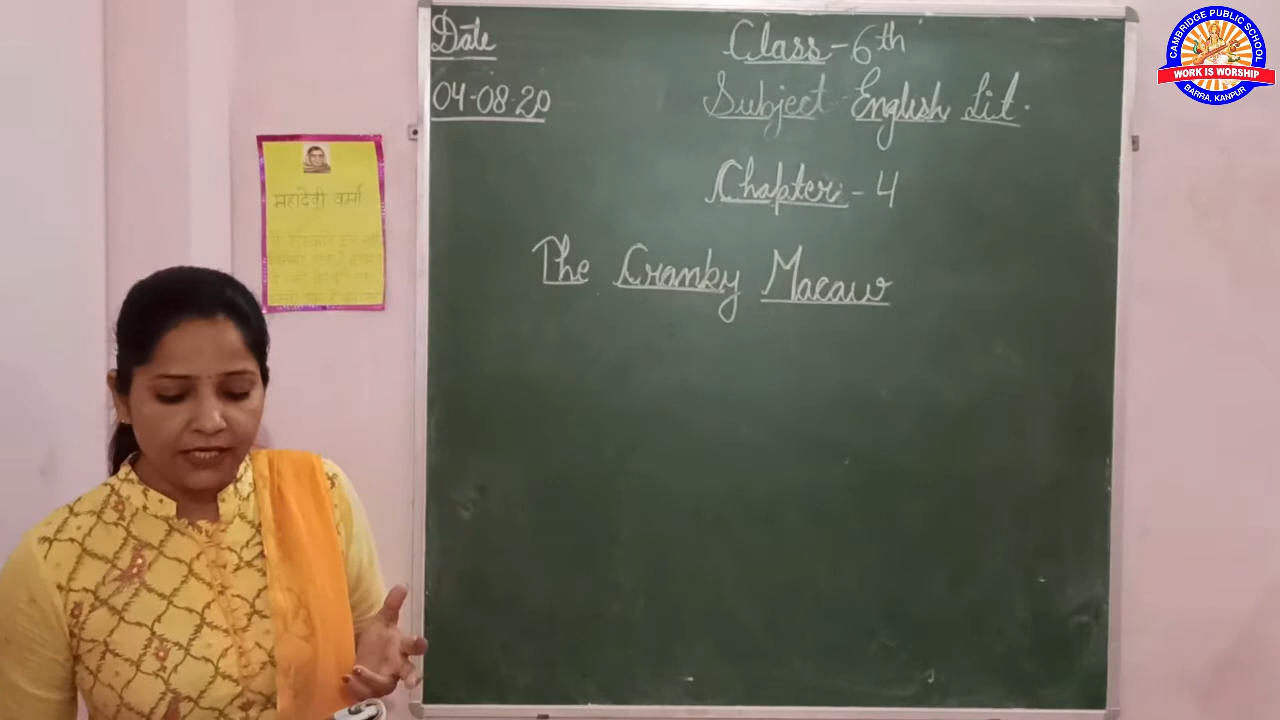 Date
04-08-20
Class-6th
Subject English Lit.
Chapter-4
The Cranky Macaw
महादेवी वर्मा
CAMBRIDGE PUBLIC SCHOOL
WORK IS WORSHIP
BARRA, KANPUR